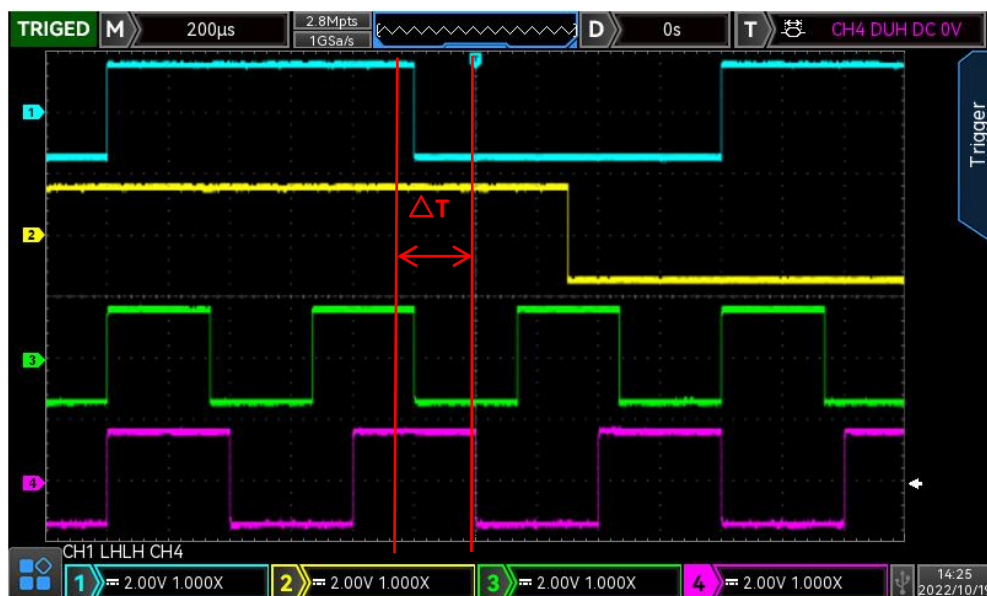 TRIGED M 200μs 2.8Mpts 1GSa/s D 0s T CH4 DUH DC 0V
Trigger
1
△T
2
3
4
CH1 LHLH CH4
1 2.00V 1.000X 2 2.00V 1.000X 3 2.00V 1.000X 4 2.00V 1.000X 14:25
2022/10/19